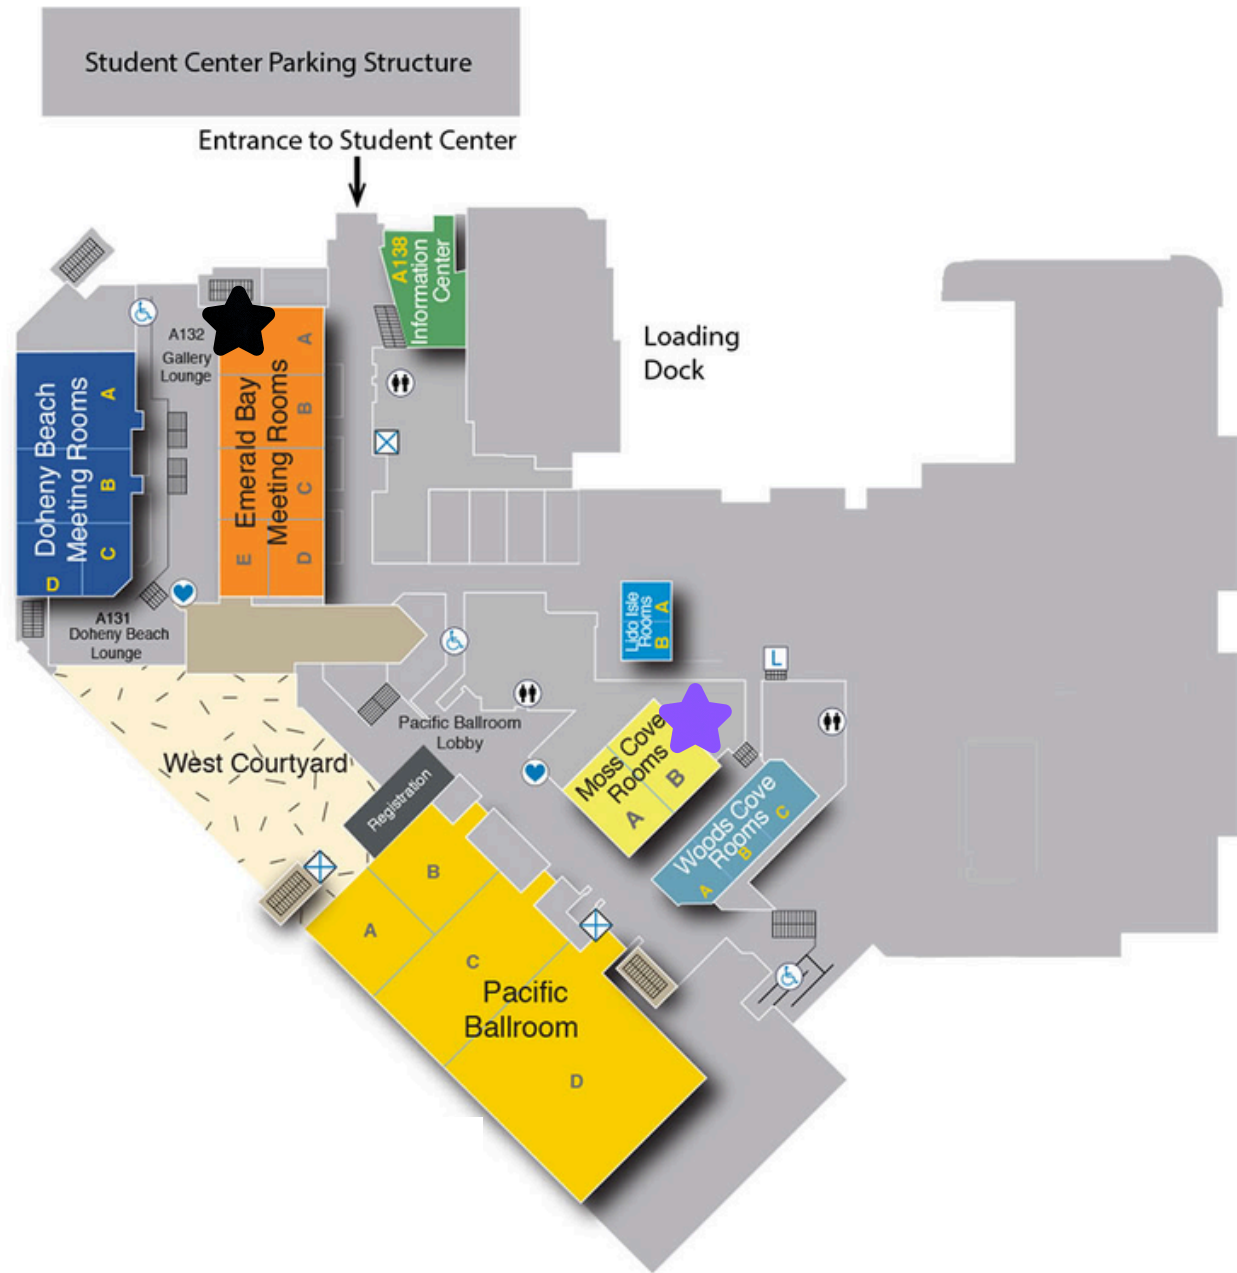 Student Center Parking Structure
Entrance to Student Center
A138
Information
Center
Loading
Dock
A132
Gallery
Lounge
Doheny Beach
Meeting Rooms
A
B
C
D
Emerald Bay
Meeting Rooms
A
B
C
D
E
A131
Doheny Beach
Lounge
Lido Isle
Rooms
A
B
L
West Courtyard
Pacific Ballroom
Lobby
Registration
Moss Cove
Rooms
A
B
Woods Cove
Rooms
A
B
C
Pacific
Ballroom
A
B
C
D